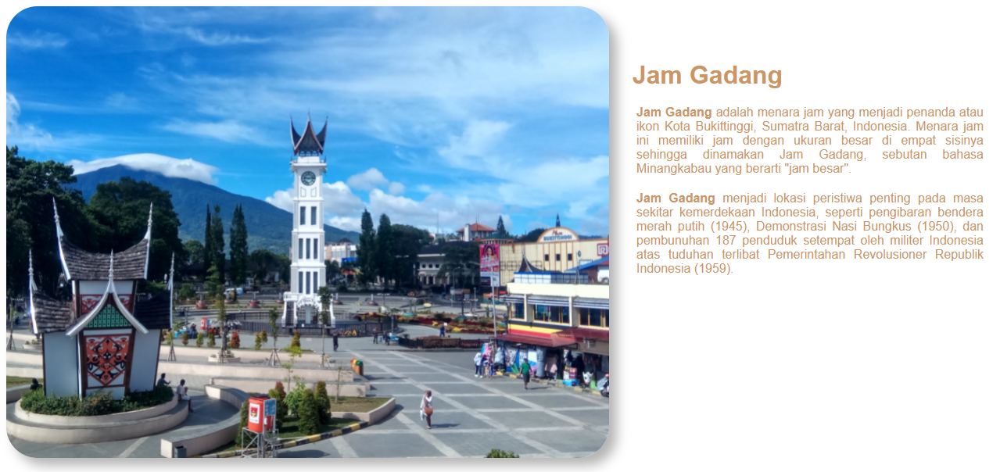 Jam Gadang
Jam Gadang adalah menara jam yang menjadi penanda atau
ikon Kota Bukittinggi, Sumatra Barat, Indonesia. Menara jam
ini memiliki jam dengan ukuran besar di empat sisinya
sehingga dinamakan Jam Gadang, sebutan bahasa
Minangkabau yang berarti "jam besar".
Jam Gadang menjadi lokasi peristiwa penting pada masa
sekitar kemerdekaan Indonesia, seperti pengibaran bendera
merah putih (1945), Demonstrasi Nasi Bungkus (1950), dan
pembunuhan 187 penduduk setempat oleh militer Indonesia
atas tuduhan terlibat Pemerintahan Revolusioner Republik
Indonesia (1959).
BUKITTINGGI